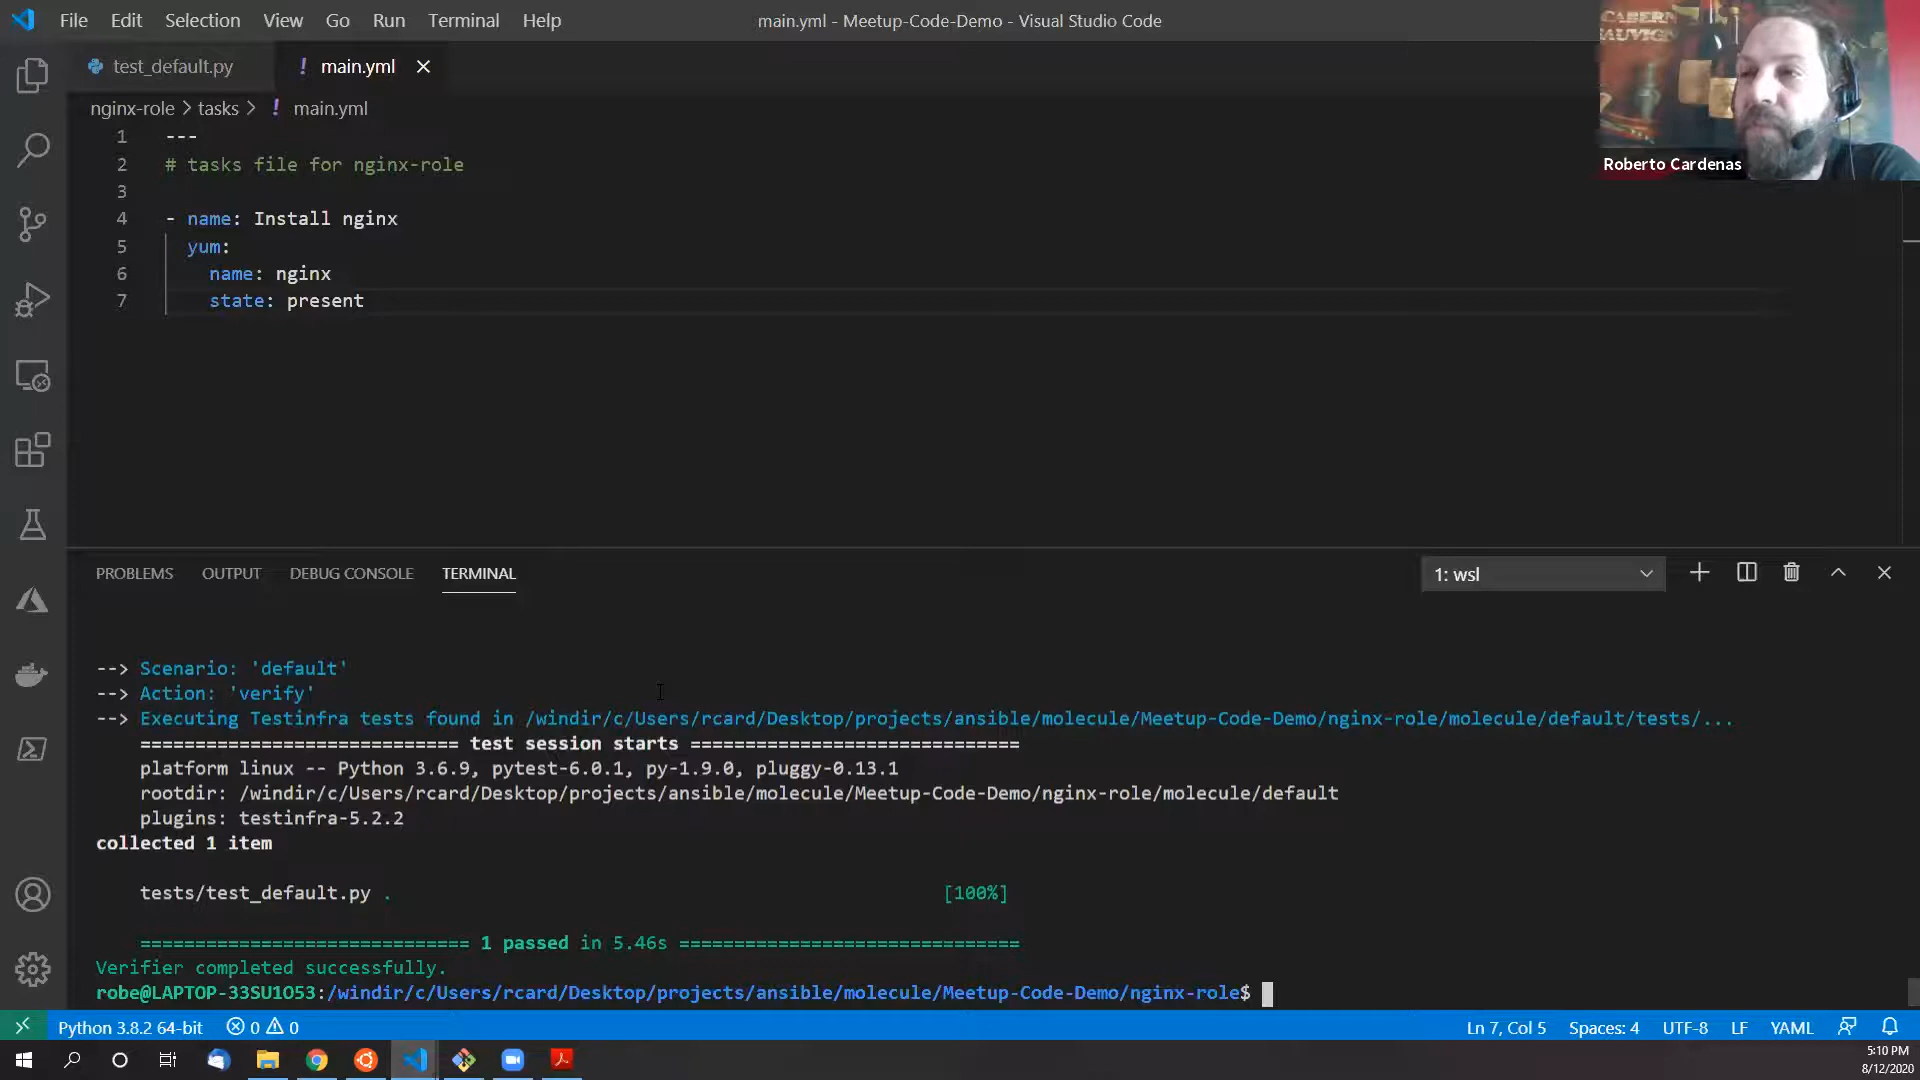 File Edit Selection View Go Run Terminal Help
main.yml - Meetup-Code-Demo - Visual Studio Code
CABERN
SAUVIGN
Roberto Cardenas
test_default.py
! main.yml
nginx-role > tasks > ! main.yml
1 ---
2 # tasks file for nginx-role
3
4 - name: Install nginx
5 yum:
6 name: nginx
7 state: present
PROBLEMS OUTPUT DEBUG CONSOLE TERMINAL
1: wsl
--> Scenario: 'default'
--> Action: 'verify'
--> Executing Testinfra tests found in /windir/c/Users/rcard/Desktop/projects/ansible/molecule/Meetup-Code-Demo/nginx-role/molecule/default/tests/...
============================= test session starts ==============================
platform linux -- Python 3.6.9, pytest-6.0.1, py-1.9.0, pluggy-0.13.1
rootdir: /windir/c/Users/rcard/Desktop/projects/ansible/molecule/Meetup-Code-Demo/nginx-role/molecule/default
plugins: testinfra-5.2.2
collected 1 item
tests/test_default.py . [100%]
============================== 1 passed in 5.46s ===============================
Verifier completed successfully.
robe@LAPTOP-33SU1O53:/windir/c/Users/rcard/Desktop/projects/ansible/molecule/Meetup-Code-Demo/nginx-role$
Python 3.8.2 64-bit 0 0
Ln 7, Col 5 Spaces: 4 UTF-8 LF YAML
5:10 PM
8/12/2020